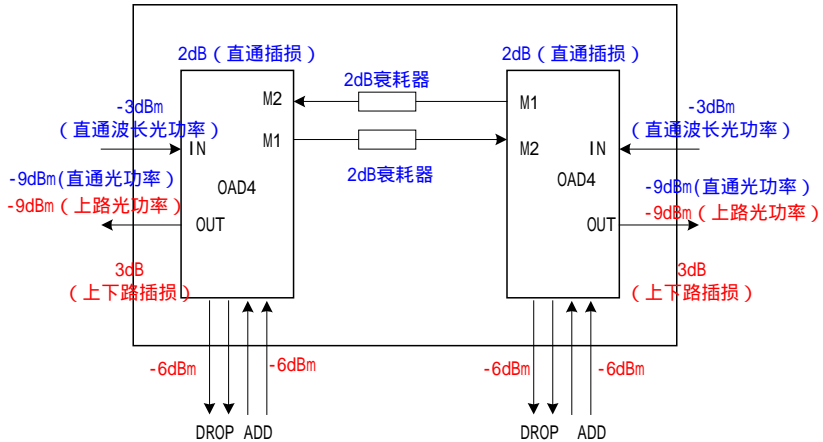 2dB（直通插损）
2dB（直通插损）
2dB衰耗器
M2
M1
-3dBm
（直通波长光功率）
-3dBm
（直通波长光功率）
IN
M1
M2
IN
2dB衰耗器
-9dBm(直通光功率)
-9dBm（上路光功率）
OAD4
OAD4
-9dBm(直通光功率)
-9dBm（上路光功率）
OUT
OUT
3dB
（上下路插损）
3dB
（上下路插损）
-6dBm
-6dBm
-6dBm
-6dBm
DROP ADD
DROP ADD